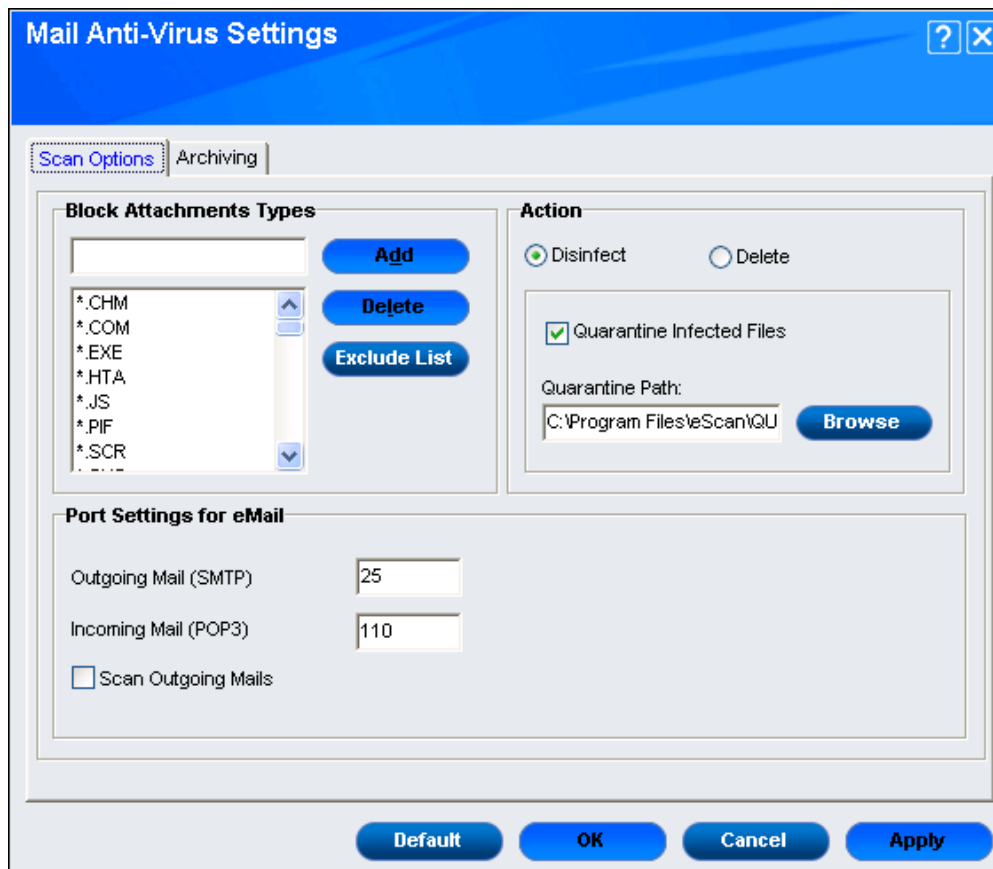 Mail Anti-Virus Settings
?
Scan Options
Archiving
Block Attachments Types
Add
Delete
Exclude List
*.CHM
*.COM
*.EXE
*.HTA
*.JS
*.PIF
*.SCR
Action
Disinfect
Delete
Quarantine Infected Files
Quarantine Path:
C:\Program Files\eScan\QU
Browse
Port Settings for eMail
Outgoing Mail (SMTP)
25
Incoming Mail (POP3)
110
Scan Outgoing Mails
Default
OK
Cancel
Apply